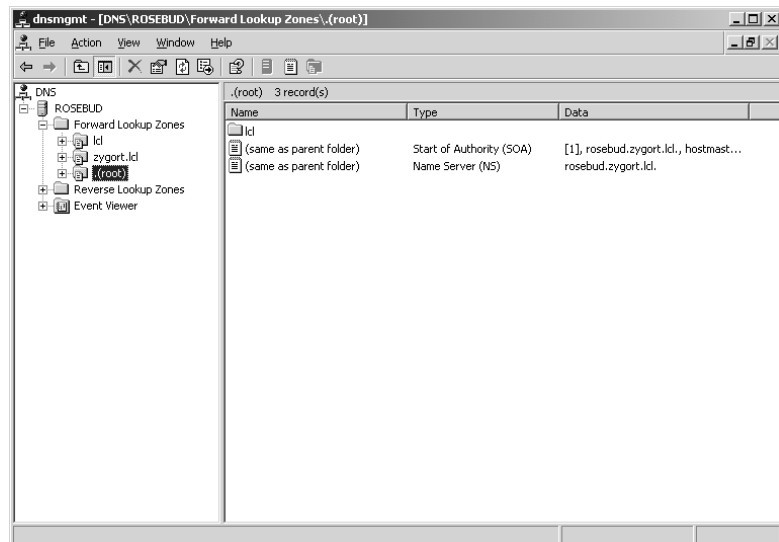 dnsmgmt - [DNS\ROSEBUD\Forward Lookup Zones\.(root)]
File Action View Window Help
DNS
ROSEBUD
Forward Lookup Zones
lcl
zygort.lcl
.(root)
Reverse Lookup Zones
Event Viewer
.(root) 3 record(s)
Name Type Data
lcl
(same as parent folder) Start of Authority (SOA) [1], rosebud.zygort.lcl., hostmast...
(same as parent folder) Name Server (NS) rosebud.zygort.lcl.